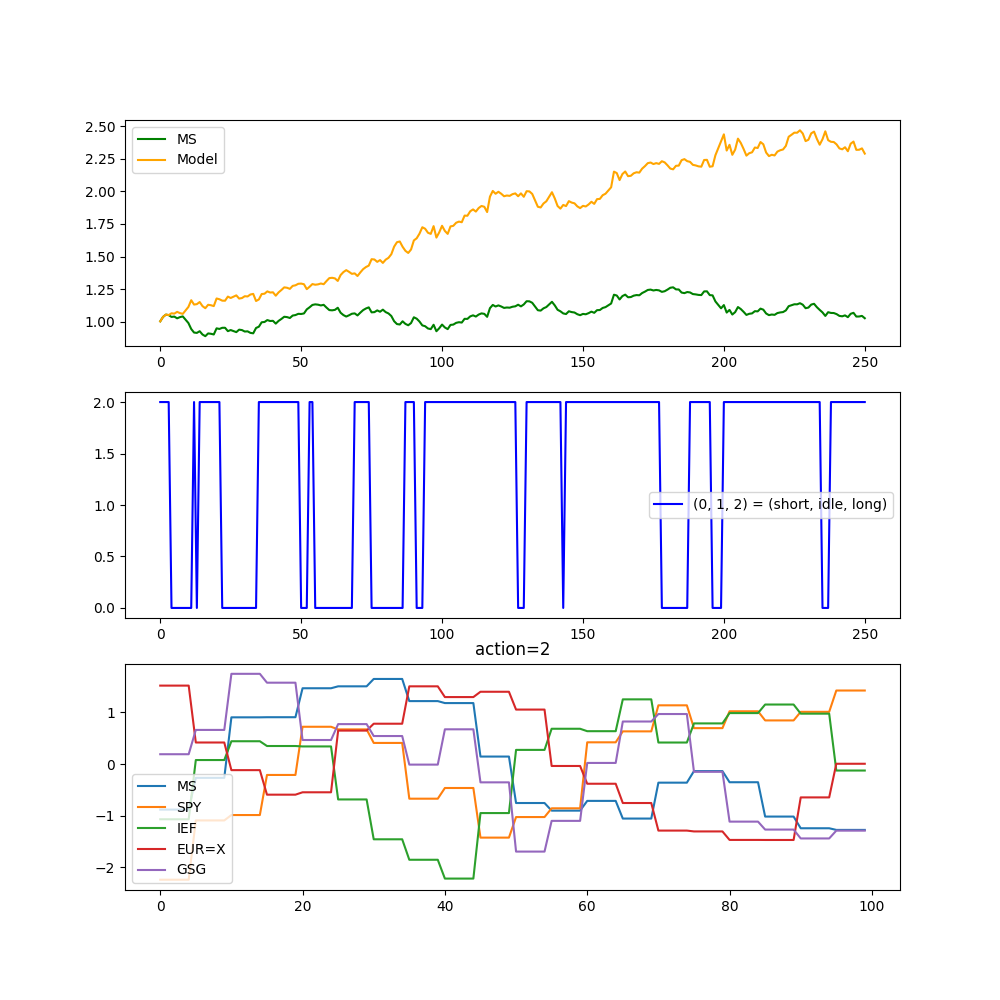 2.50
2.25
2.00
1.75
1.50
1.25
1.00
MS
Model
0 50 100 150 200 250
2.0
1.5
1.0
0.5
0.0
(0, 1, 2) = (short, idle, long)
0 50 100 150 200 250
action=2
1
0
−1
−2
MS
SPY
IEF
EUR=X
GSG
0 20 40 60 80 100